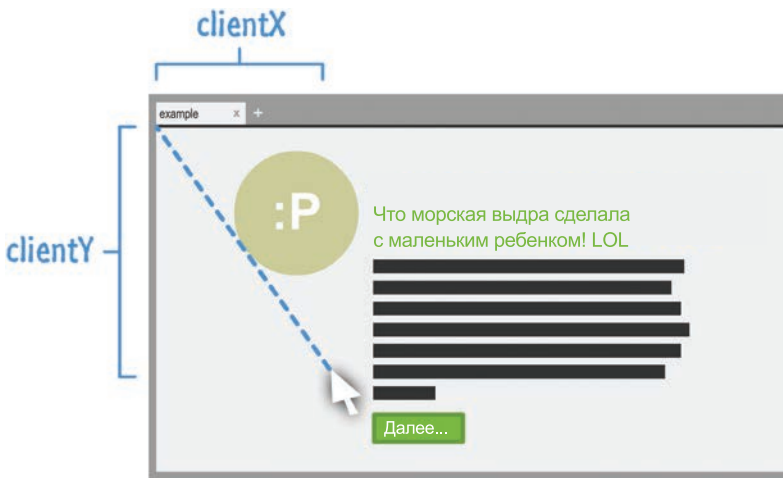 clientX
example x +
clientY
:P
Что морская выдра сделала
с маленьким ребенком! LOL
Далее...